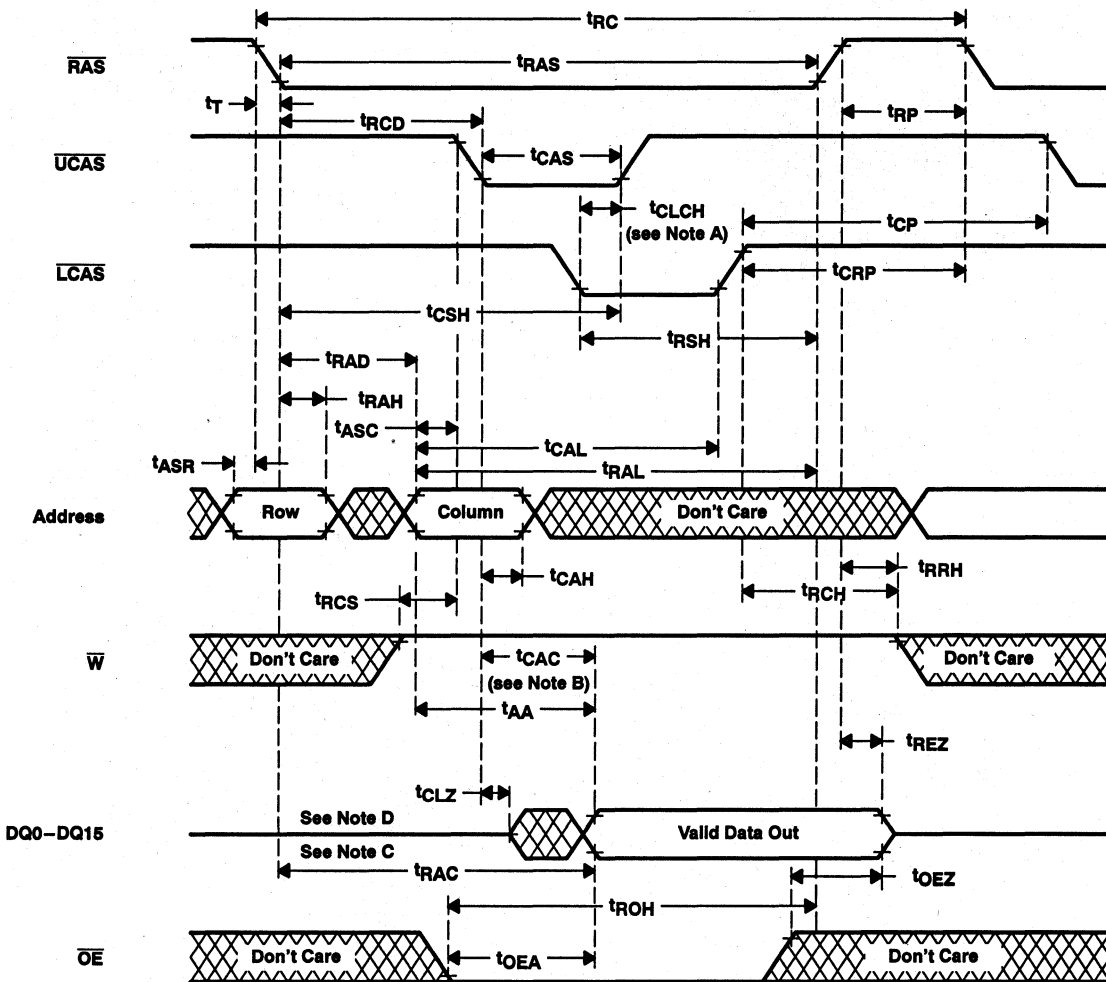 tRC
RAS
tRAS
tT
tRP
tRCD
UCAS
tCAS
tCLCH
(see Note A)
tCP
LCAS
tCRP
tCSH
tRSH
tRAD
tRAH
tASC
tCAL
tASR
tRAL
Address
Row
Column
Don't Care
tCAH
tRRH
tRCS
tRCH
W
Don't Care
tCAC
(see Note B)
Don't Care
tAA
tREZ
tCLZ
See Note D
DQ0–DQ15
Valid Data Out
See Note C
tRAC
tOEZ
tROH
OE
Don't Care
tOEA
Don't Care